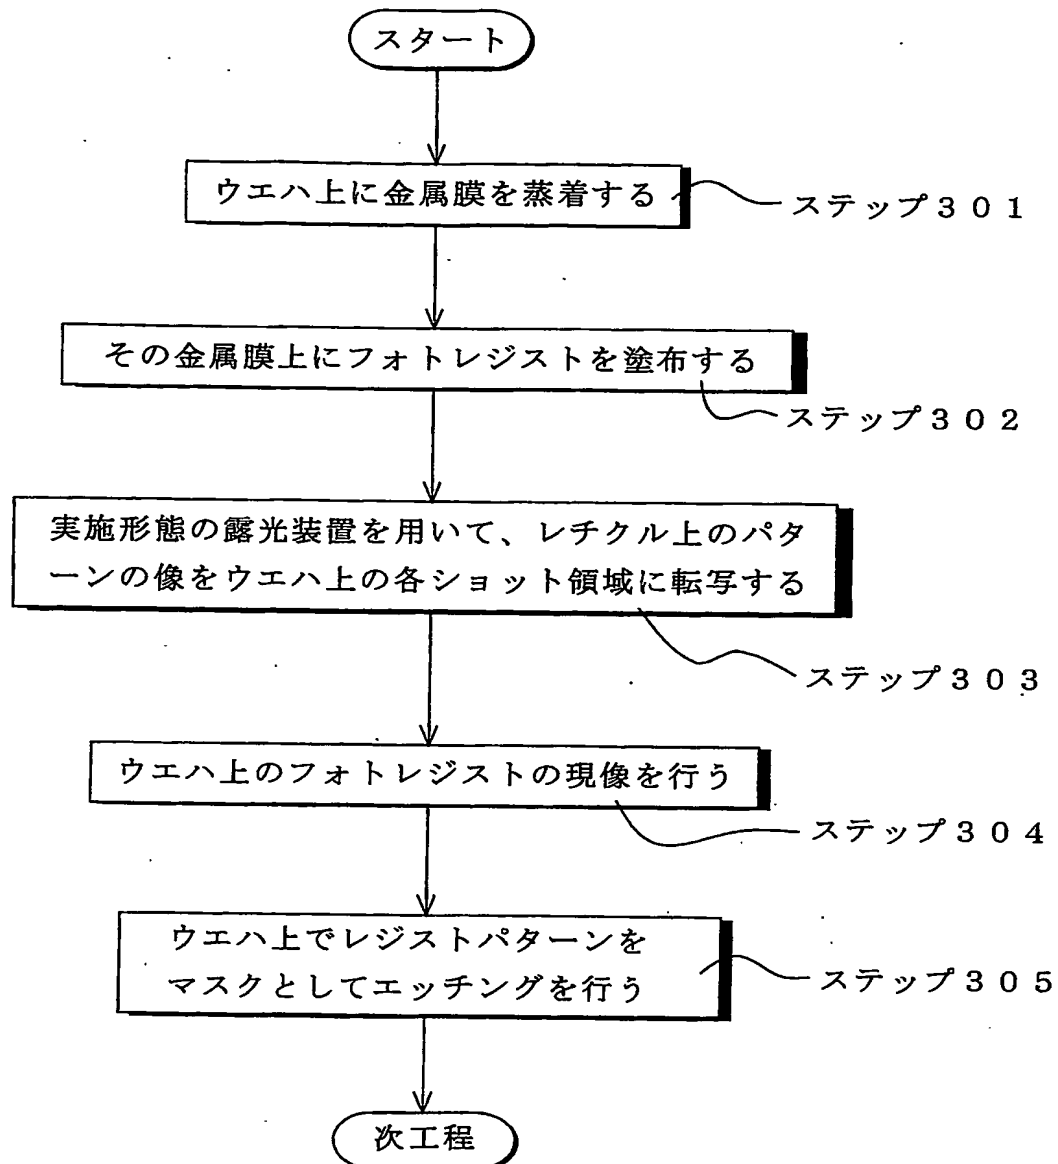 スタート
ウエハ上に金属膜を蒸着する
ステップ301
その金属膜上にフォトレジストを塗布する
ステップ302
実施形態の露光装置を用いて、レチクル上のパタ
ーンの像をウエハ上の各ショット領域に転写する
ステップ303
ウエハ上のフォトレジストの現像を行う
ステップ304
ウエハ上でレジストパターンを
マスクとしてエッチングを行う
ステップ305
次工程